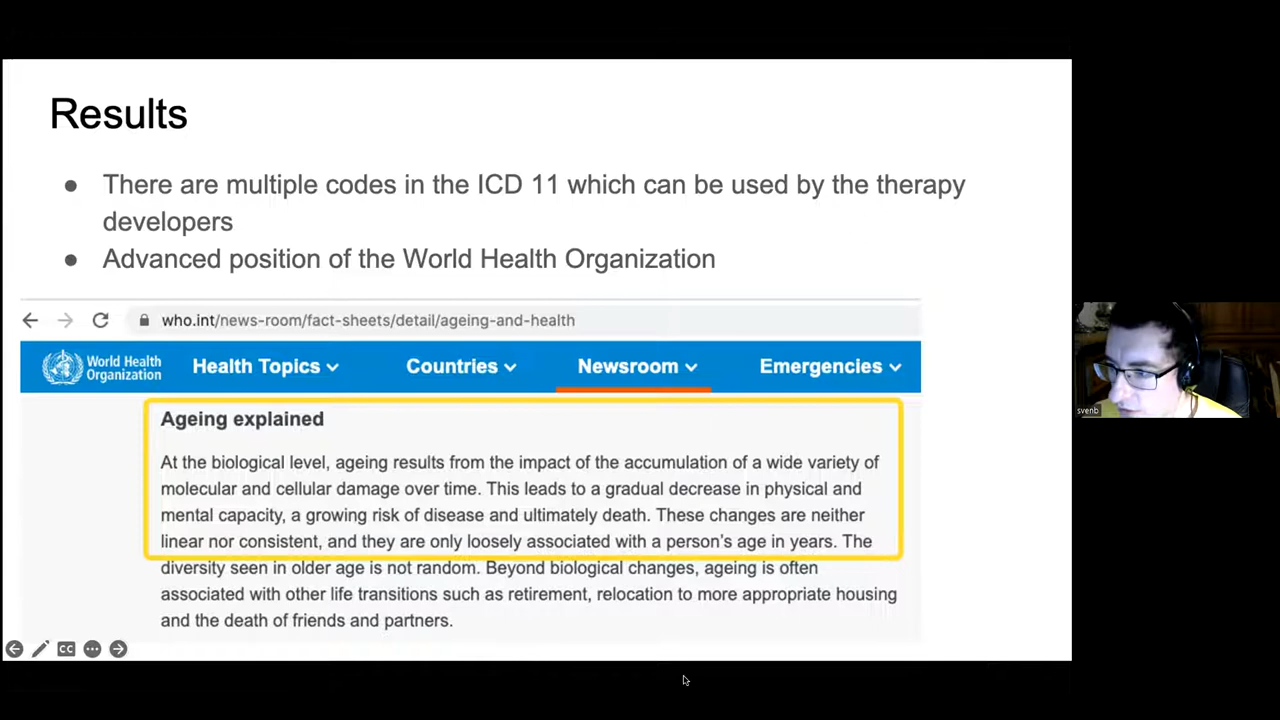 Results
● There are multiple codes in the ICD 11 which can be used by the therapy
developers
● Advanced position of the World Health Organization
who.int/news-room/fact-sheets/detail/ageing-and-health
World Health
Organization
Health Topics
Countries
Newsroom
Emergencies
Ageing explained
At the biological level, ageing results from the impact of the accumulation of a wide variety of
molecular and cellular damage over time. This leads to a gradual decrease in physical and
mental capacity, a growing risk of disease and ultimately death. These changes are neither
linear nor consistent, and they are only loosely associated with a person's age in years. The
diversity seen in older age is not random. Beyond biological changes, ageing is often
associated with other life transitions such as retirement, relocation to more appropriate housing
and the death of friends and partners.
CC
svenb